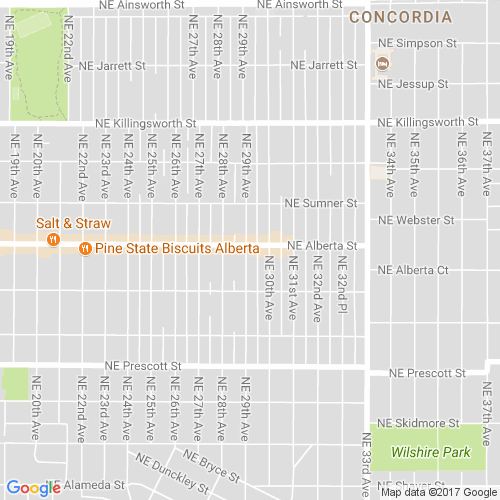 NE Ainsworth St
NE Ainsworth St
CONCORDIA
NE 19th Ave
NE 22nd Ave
NE 27th Ave
NE 28th Ave
NE 29th Ave
NE Simpson St
NE Jarrett St
NE Jarrett St
NE Jessup St
NE Killingsworth St
NE Killingsworth St
NE 19th Ave
NE 20th Ave
NE 22nd Ave
NE 23rd Ave
NE 24th Ave
NE 25th Ave
NE 26th Ave
NE 27th Ave
NE 28th Ave
NE 29th Ave
NE 34th Ave
NE 35th Ave
NE 36th Ave
NE 37th Ave
NE Sumner St
NE Webster St
Salt & Straw
Pine State Biscuits Alberta
NE Alberta St
NE Alberta Ct
NE 30th Ave
NE 31st Ave
NE 32nd Ave
NE 32nd Pl
NE Prescott St
NE Prescott St
NE 20th Ave
NE 22nd Ave
NE 23rd Ave
NE 24th Ave
NE 25th Ave
NE 26th Ave
NE 27th Ave
NE 28th Ave
NE 29th Ave
NE 33rd Ave
NE 37th Ave
NE Skidmore St
Wilshire Park
NE Bryce St
NE Dunckley St
NE Alameda St
NE Shaver St
Google
Map data ©2017 Google